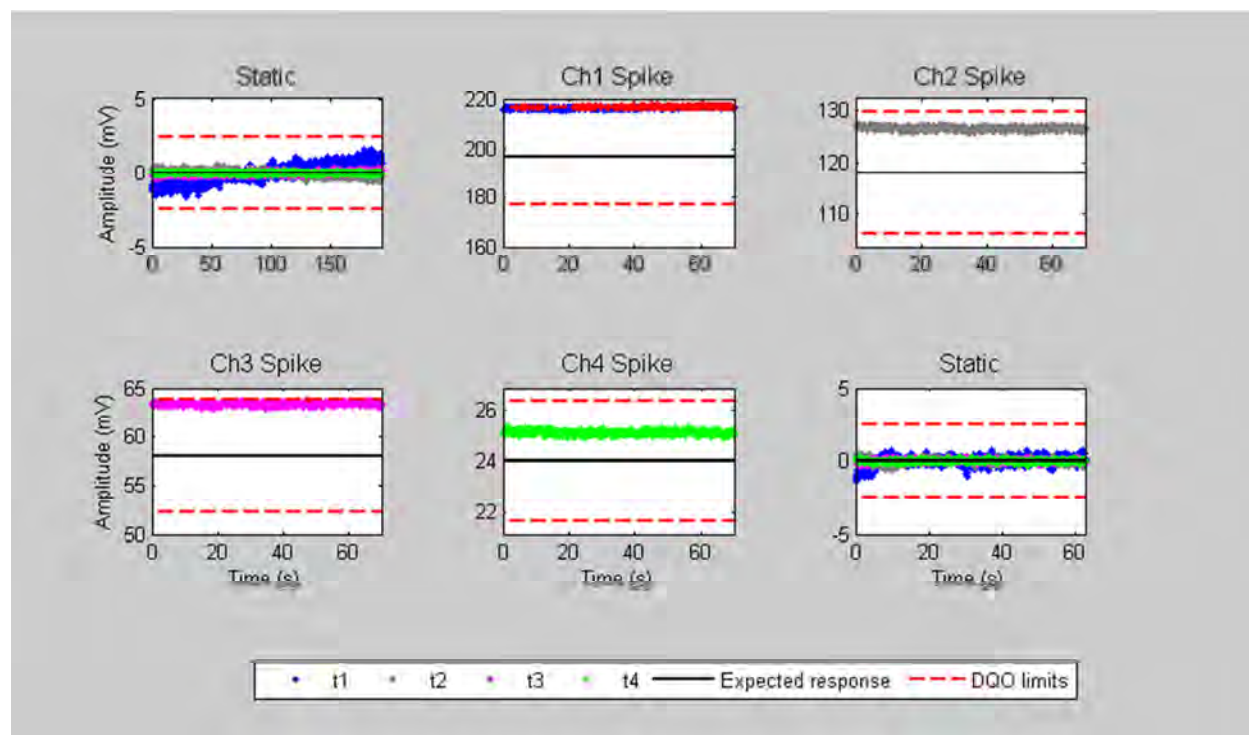 Static
Ch1 Spike
Ch2 Spike
Amplitude (mV)
5
0
-5
0 50 100 150
220
200
180
160
0 20 40 60
130
120
110
0 20 40 60
Ch3 Spike
Ch4 Spike
Static
Amplitude (mV)
65
60
55
50
0 20 40 60
Time (s)
26
24
22
0 20 40 60
Time (s)
5
0
-5
0 20 40 60
Time (s)
t1 t2 t3 t4 Expected response DQO limits